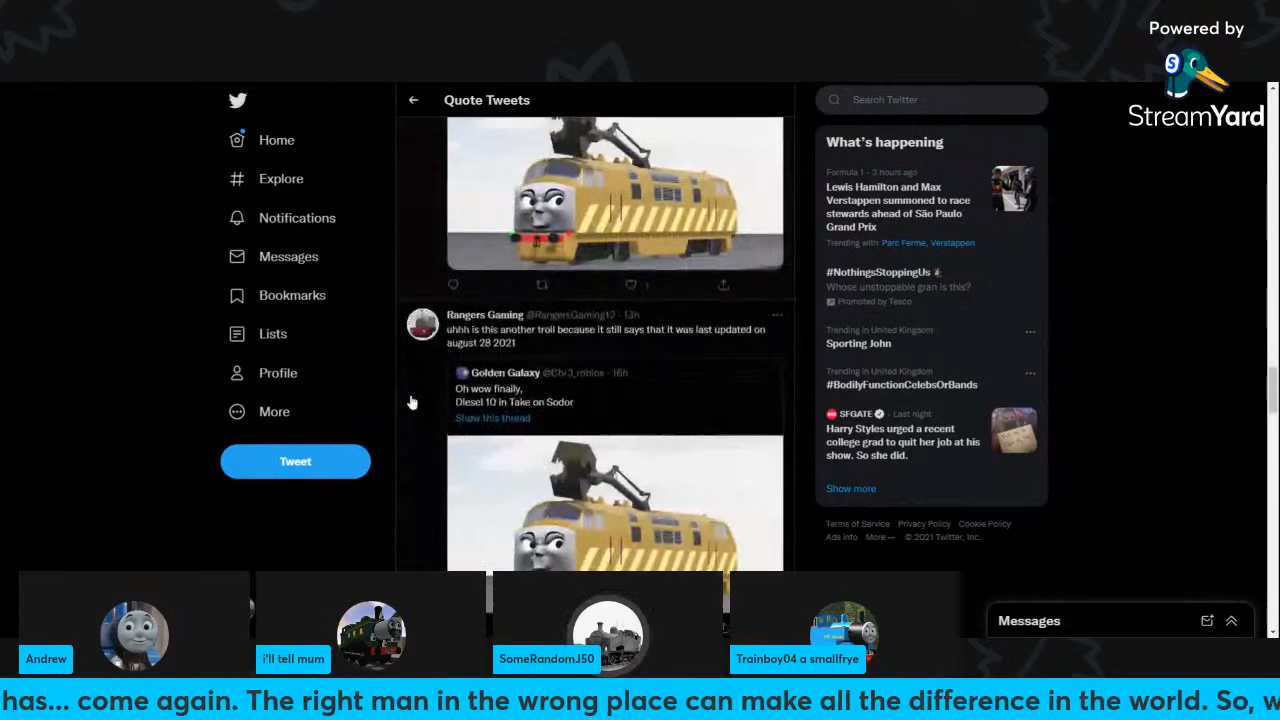 Powered by
StreamYard
Home
Explore
Notifications
Messages
Bookmarks
Lists
Profile
More
Tweet
Quote Tweets
Rangers Gaming @RangersGaming12 · 13h
uhhh is this another troll because it still says that it was last updated on
august 28 2021
Golden Galaxy
16h
Oh wow finally,
Diesel 10 in Take on Sodor
Show this thread
Search Twitter
What's happening
Formula 1 · 3 hours ago
Lewis Hamilton and Max
Verstappen summoned to race
stewards ahead of São Paulo
Grand Prix
Trending with Parc Ferme, Verstappen
#NothingsStoppingUs
Whose unstoppable gran is this?
Promoted by Tesco
Trending in United Kingdom
Sporting John
Trending in United Kingdom
#BodilyFunctionCelebsOrBands
SFGATE · Last night
Harry Styles urged a recent
college grad to quit her job at his
show. So she did.
Show more
Terms of Service Privacy Policy Cookie Policy
Ads info More ··· © 2021 Twitter, Inc.
Messages
Andrew
i'll tell mum
SomeRandomJ50
Trainboy04 a smallfrye
has... come again. The right man in the wrong place can make all the difference in the world. So, w